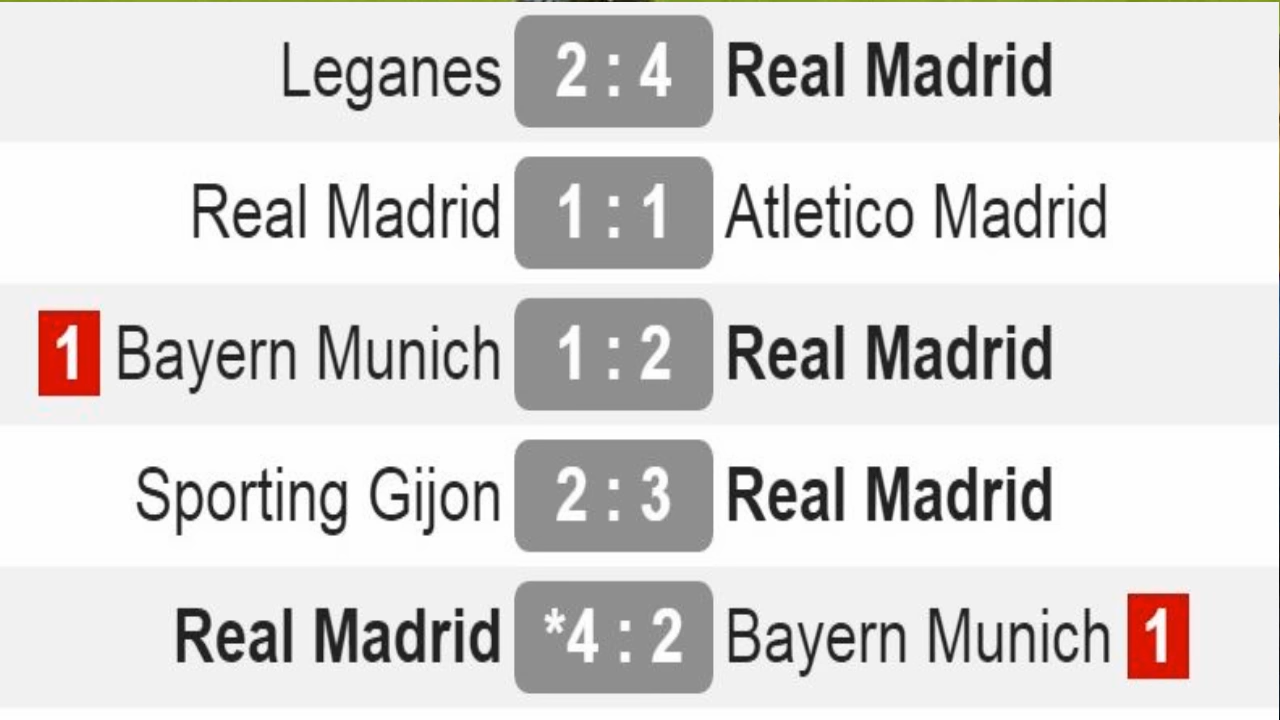 Leganes 2 : 4 Real Madrid
Real Madrid 1 : 1 Atletico Madrid
1 Bayern Munich 1 : 2 Real Madrid
Sporting Gijon 2 : 3 Real Madrid
Real Madrid *4 : 2 Bayern Munich 1